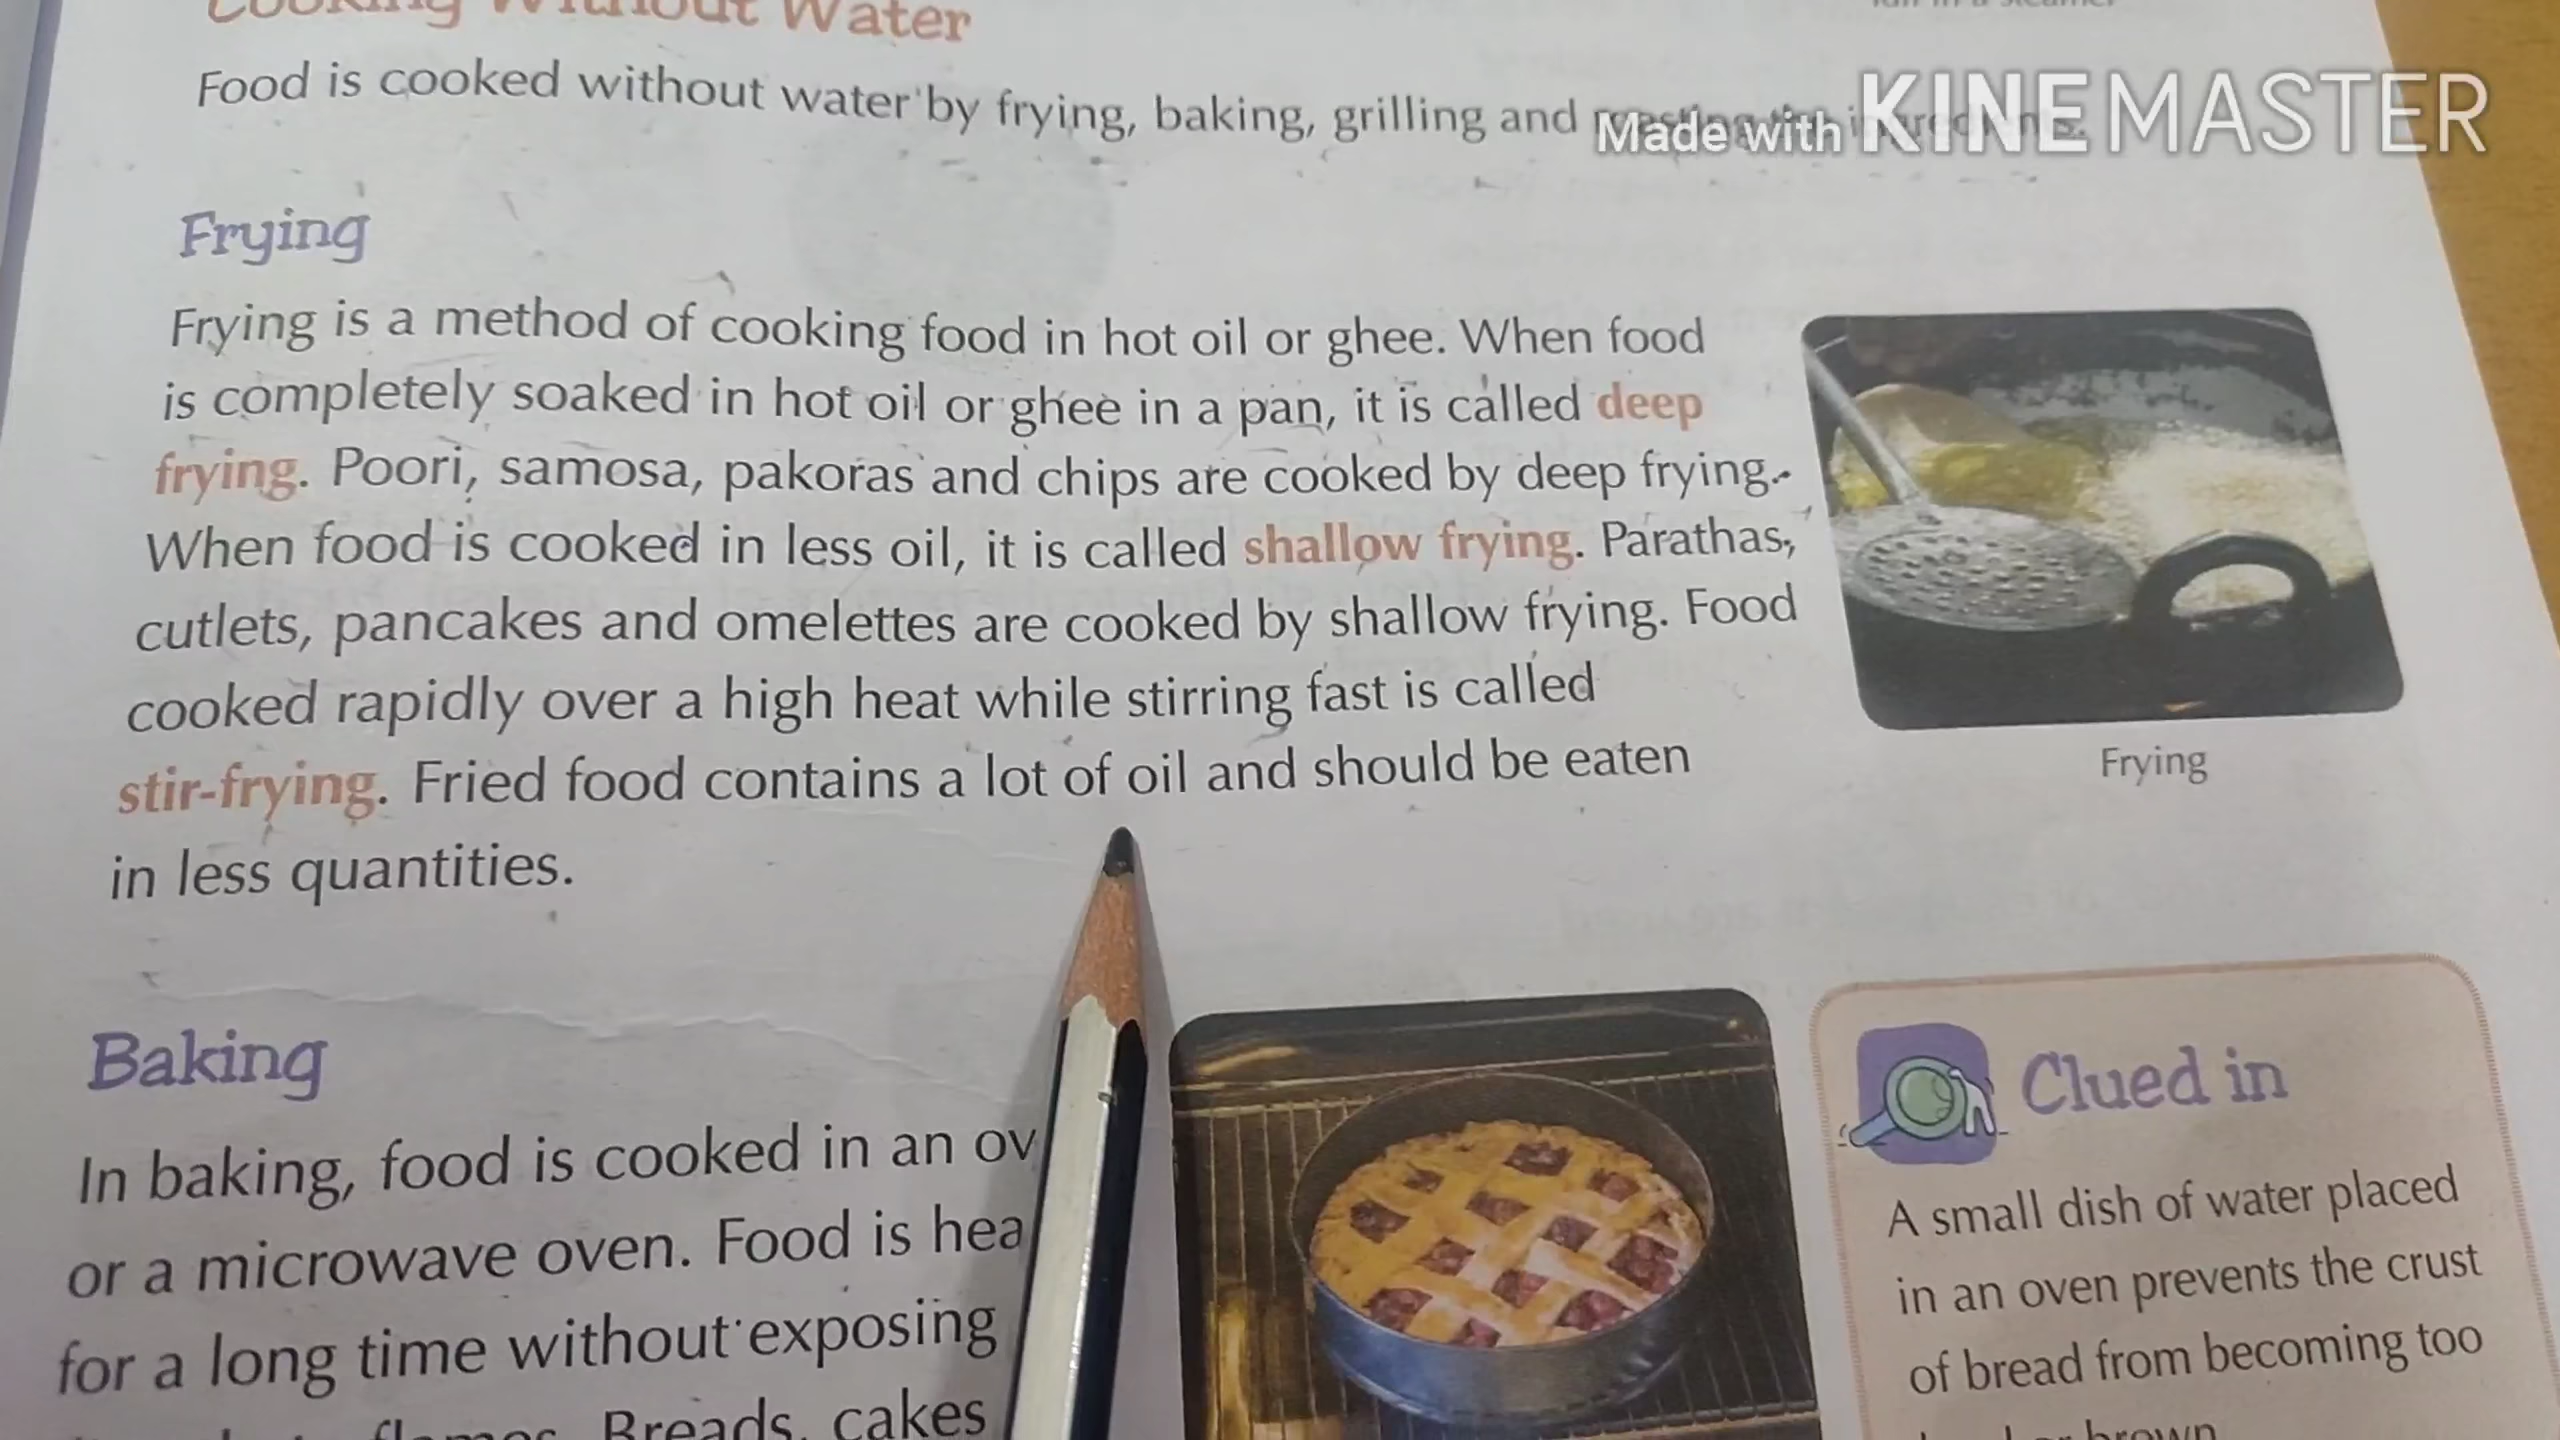 Cooking Without Water
Food is cooked without water by frying, baking, grilling and
Made with KINEMASTER
Frying
Frying is a method of cooking food in hot oil or ghee. When food
is completely soaked in hot oil or ghee in a pan, it is called deep
frying. Poori, samosa, pakoras and chips are cooked by deep frying.
When food is cooked in less oil, it is called shallow frying. Parathas,
cutlets, pancakes and omelettes are cooked by shallow frying. Food
cooked rapidly over a high heat while stirring fast is called
stir-frying. Fried food contains a lot of oil and should be eaten
in less quantities.
Frying
Baking
In baking, food is cooked in an ov
or a microwave oven. Food is hea
for a long time without exposing
flames. Breads, cakes
Clued in
A small dish of water placed
in an oven prevents the crust
of bread from becoming too
brown